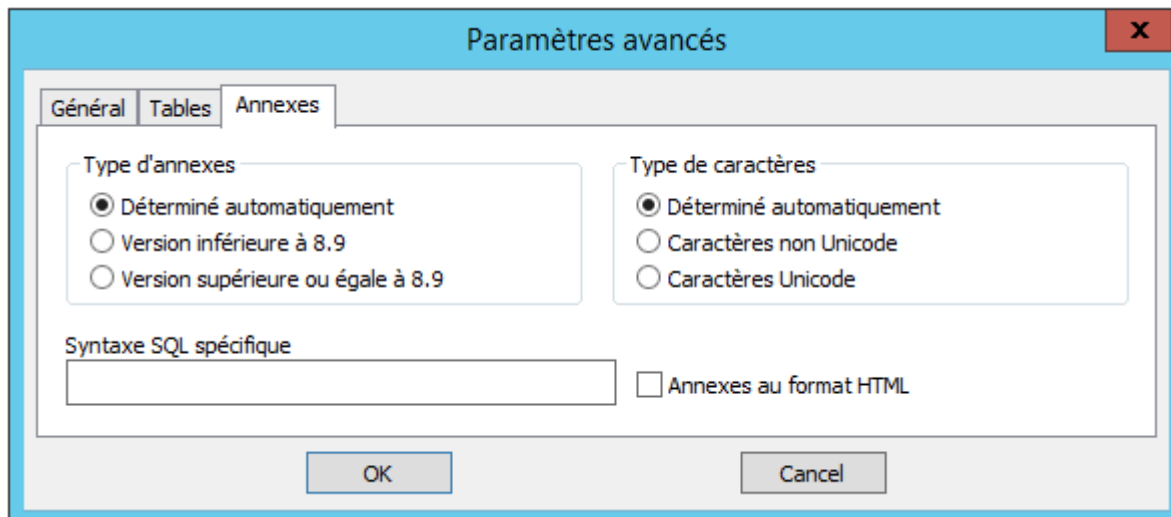 Paramètres avancés
x
Général Tables Annexes
Type d'annexes
Déterminé automatiquement
Version inférieure à 8.9
Version supérieure ou égale à 8.9
Type de caractères
Déterminé automatiquement
Caractères non Unicode
Caractères Unicode
Syntaxe SQL spécifique
Annexes au format HTML
OK Cancel